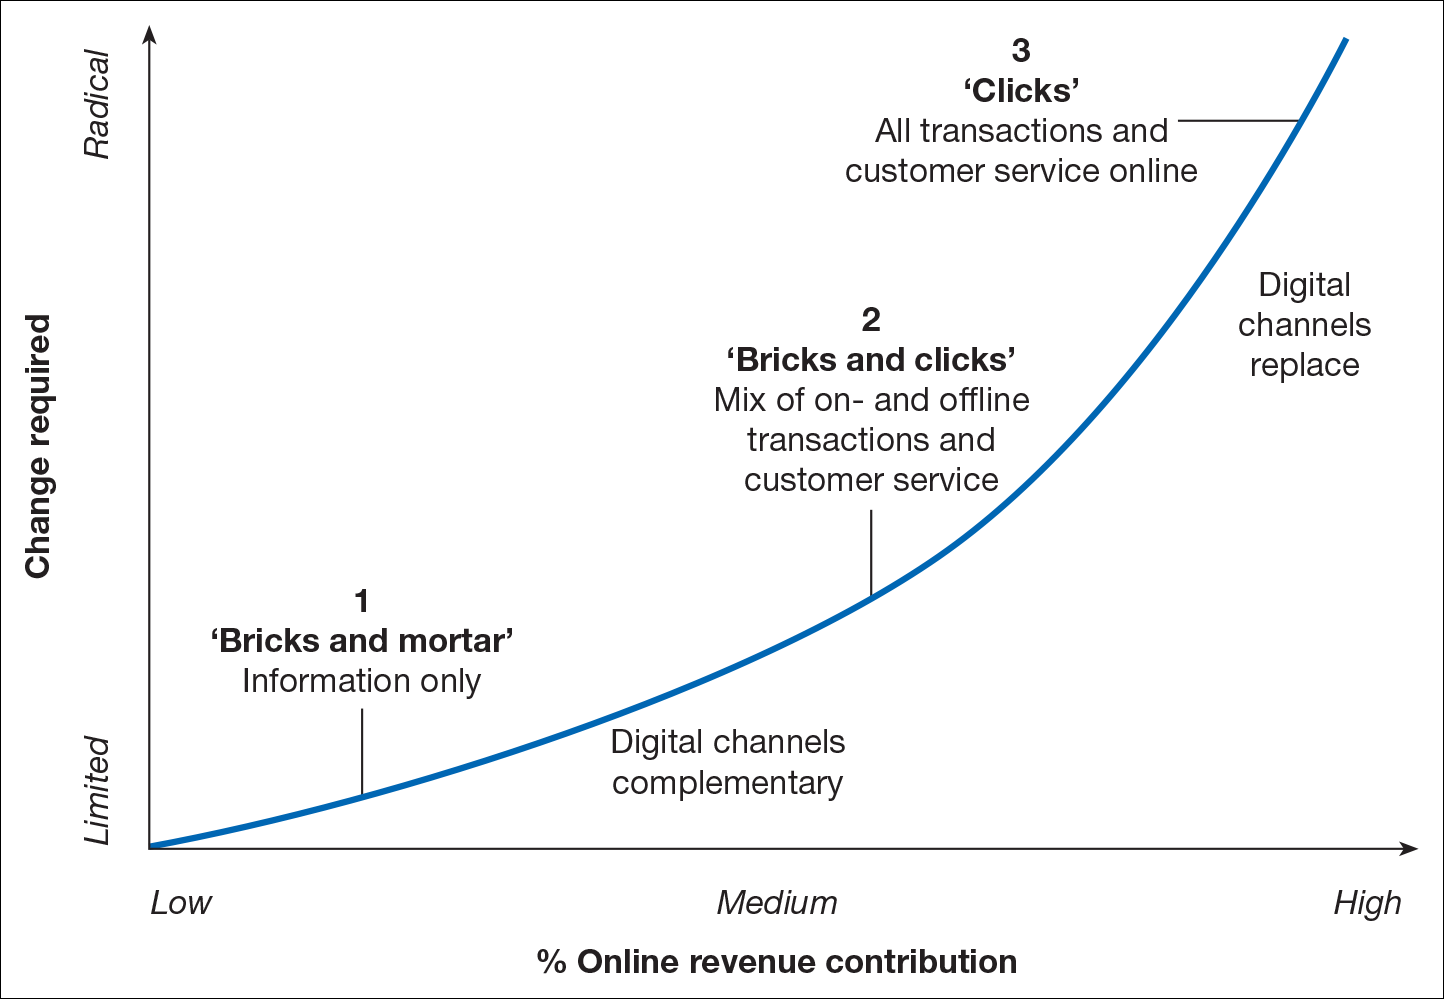 Radical
Limited
Change required
3
‘Clicks’
All transactions and
customer service online
Digital
channels
replace
2
‘Bricks and clicks’
Mix of on- and offline
transactions and
customer service
1
‘Bricks and mortar’
Information only
Digital channels
complementary
Low
Medium
High
% Online revenue contribution